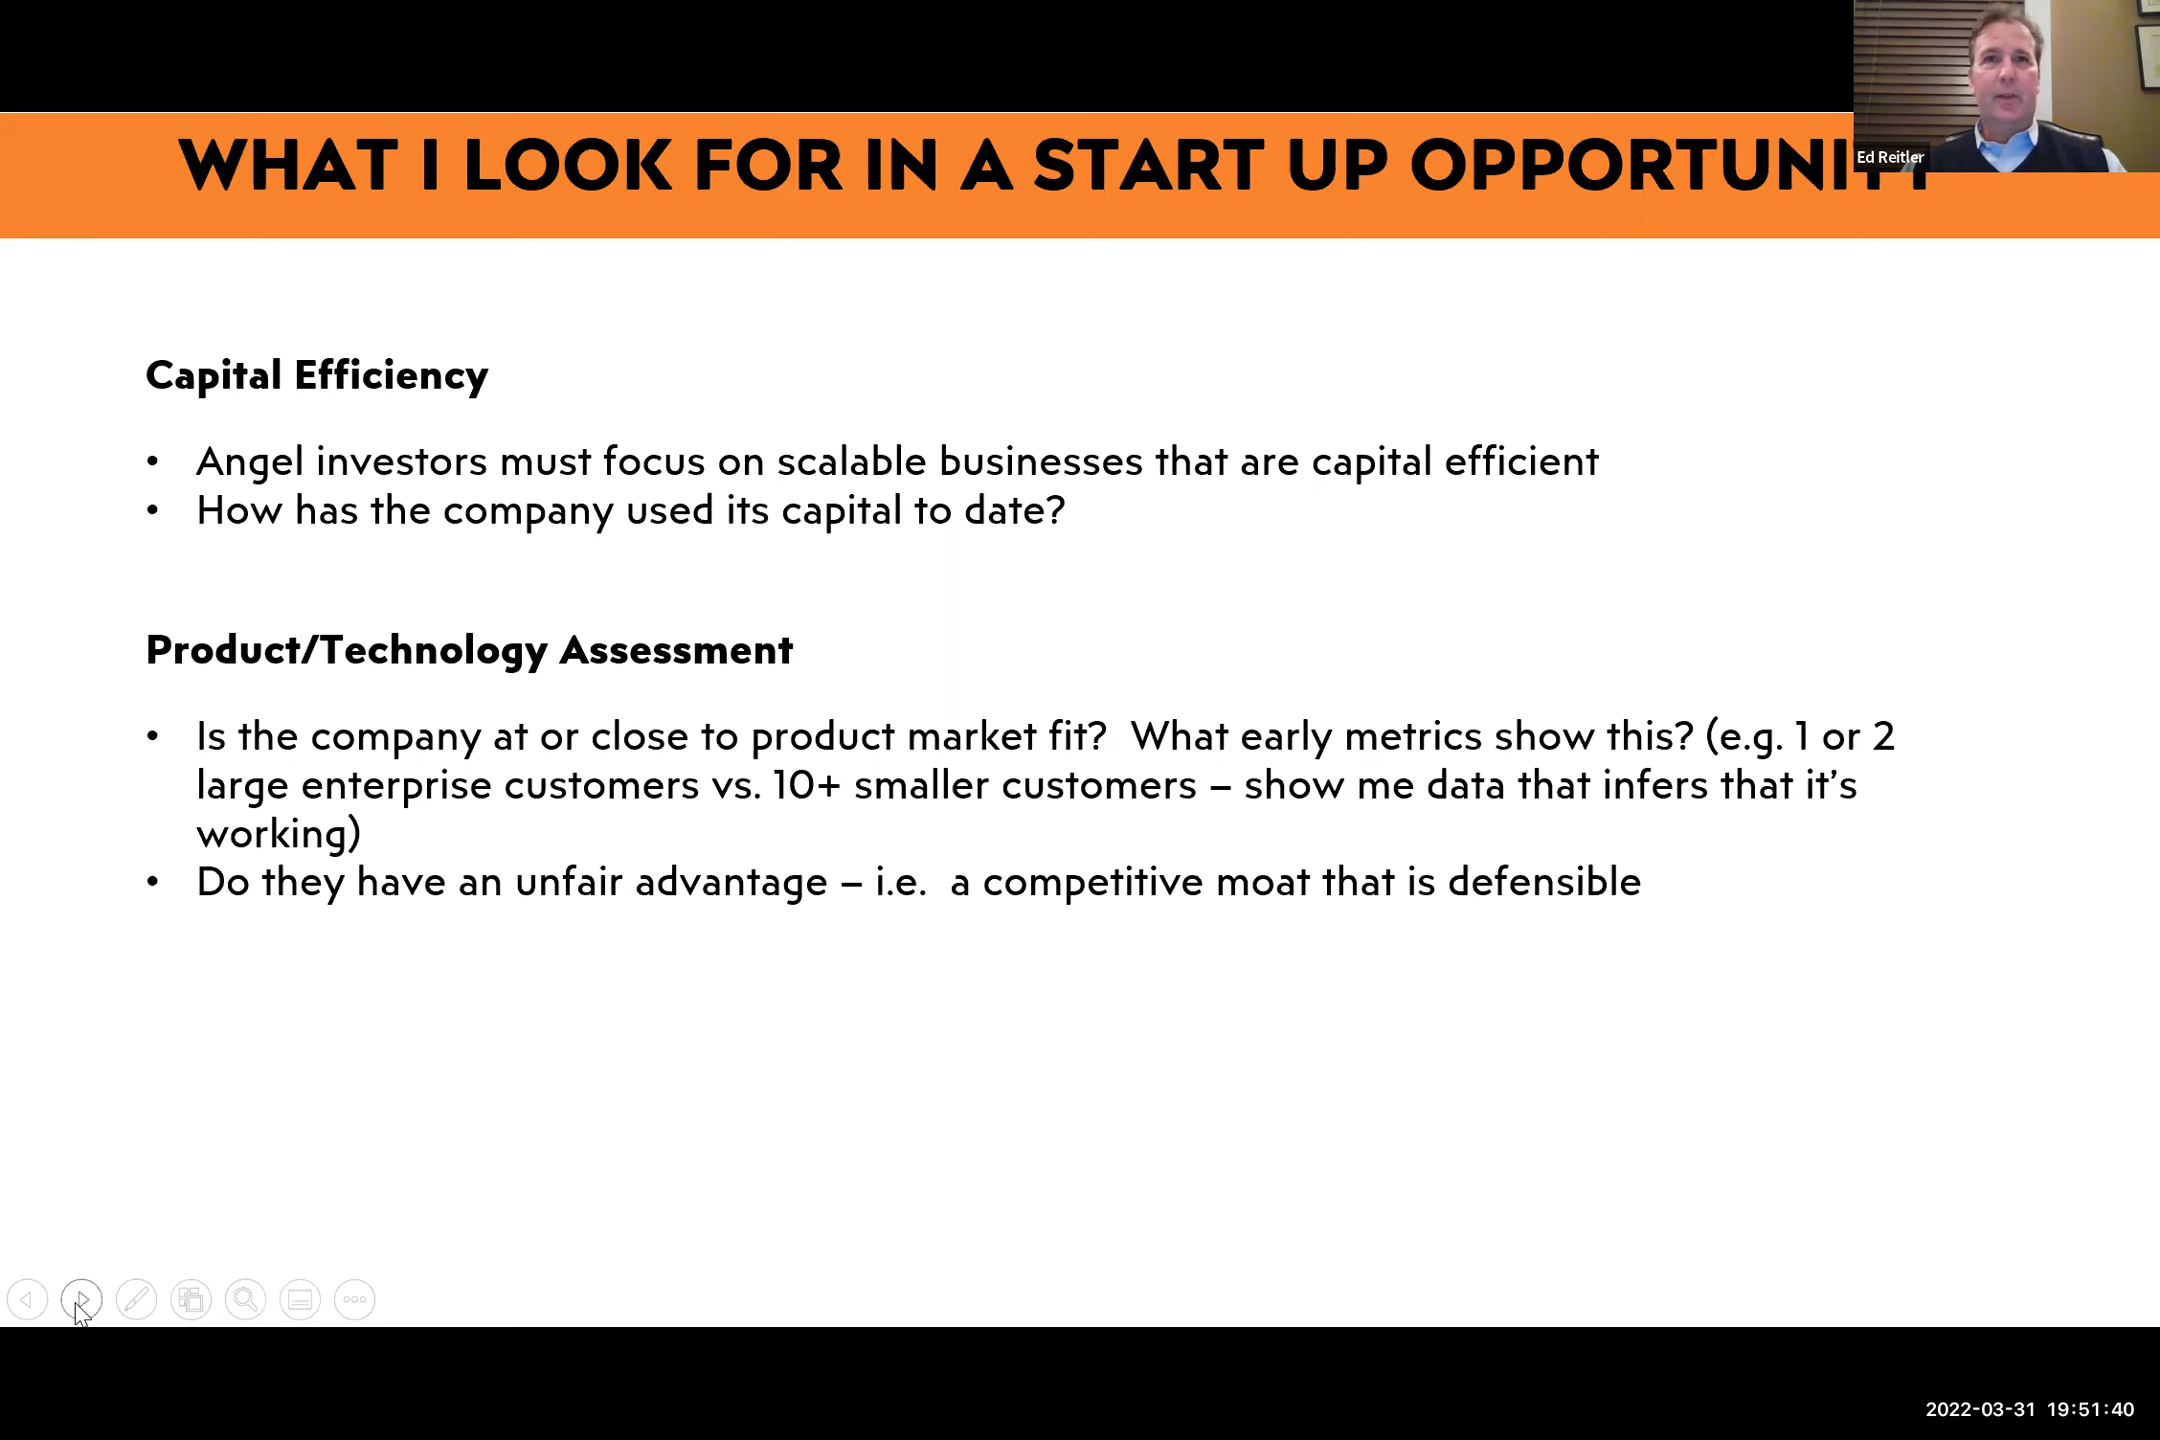 WHAT I LOOK FOR IN A START UP OPPORTUNITY
Ed Reitler
Capital Efficiency
• Angel investors must focus on scalable businesses that are capital efficient
• How has the company used its capital to date?
Product/Technology Assessment
• Is the company at or close to product market fit?  What early metrics show this? (e.g. 1 or 2
large enterprise customers vs. 10+ smaller customers – show me data that infers that it's
working)
• Do they have an unfair advantage – i.e.  a competitive moat that is defensible
2022-03-31 19:51:40